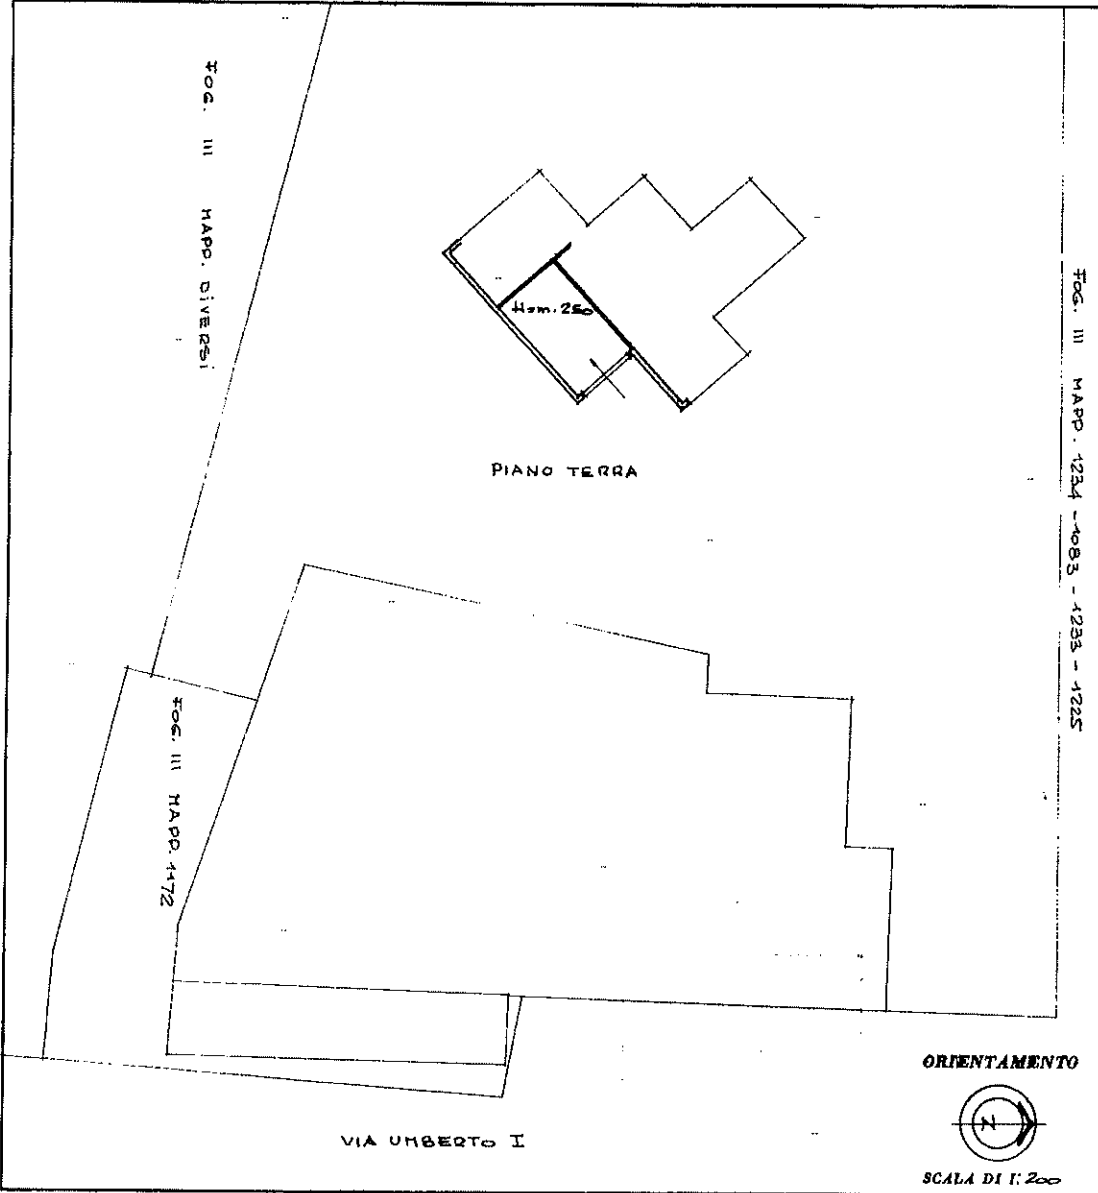 FOG. III MAPP. DIVERSI
H=m. 250
FOG. III MAPP. 1234 - 1083 - 1233 - 1225
PIANO TERRA
FOG. III MAPP. 1172
ORIENTAMENTO
N
VIA UMBERTO I
SCALA DI 1: 200